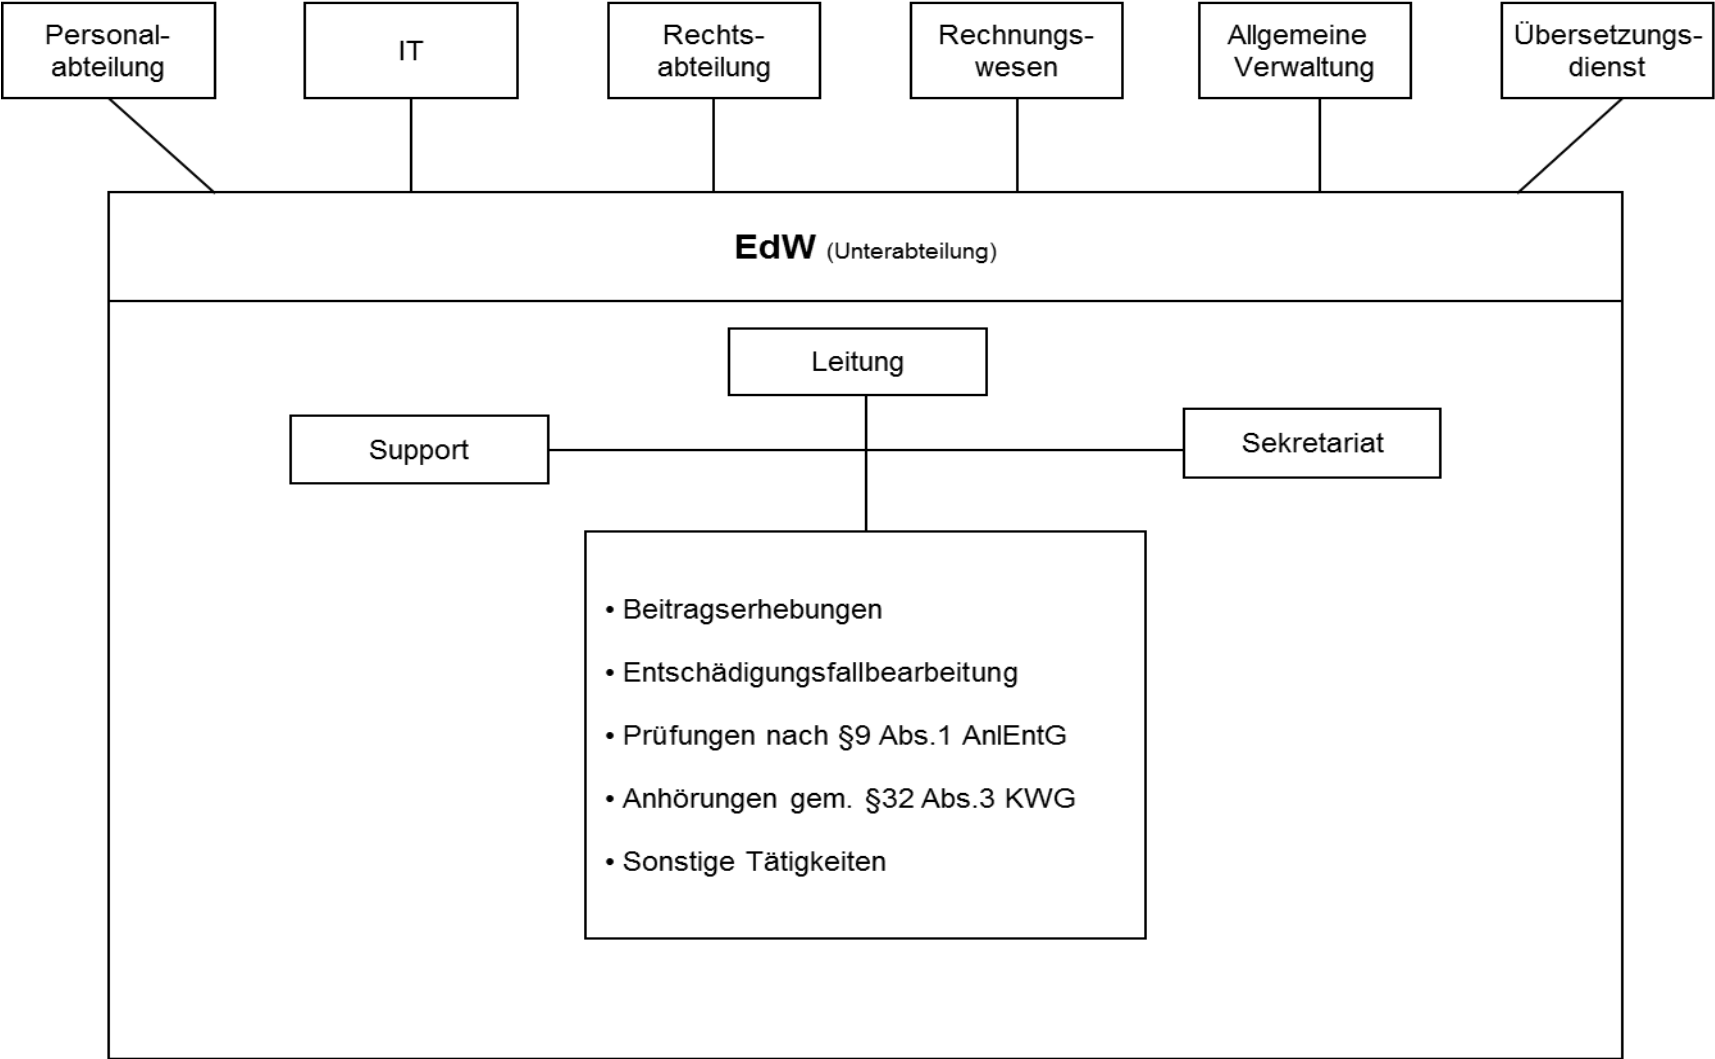 Personal-
abteilung
IT
Rechts-
abteilung
Rechnungs-
wesen
Allgemeine
Verwaltung
Übersetzungs-
dienst
EdW (Unterabteilung)
Leitung
Support
Sekretariat
• Beitragserhebungen
• Entschädigungsfallbearbeitung
• Prüfungen nach §9 Abs.1 AnlEntG
• Anhörungen gem. §32 Abs.3 KWG
• Sonstige Tätigkeiten